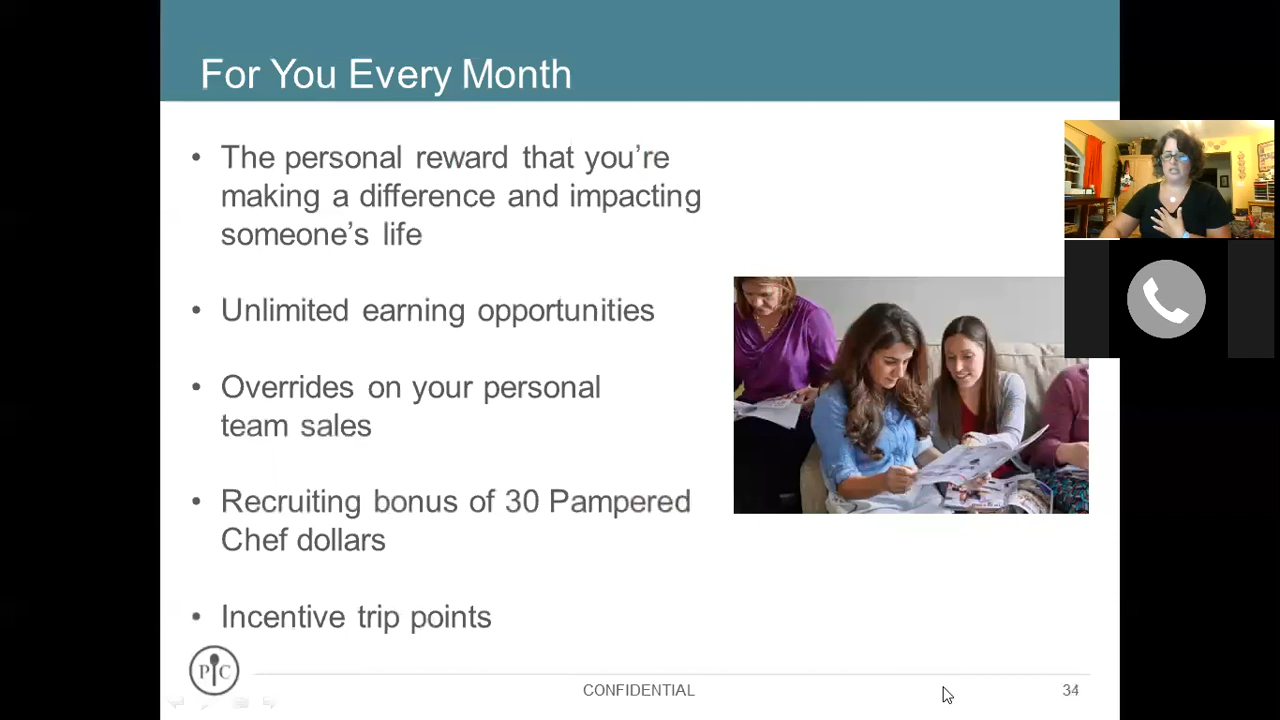 For You Every Month
• The personal reward that you’re
making a difference and impacting
someone’s life
• Unlimited earning opportunities
• Overrides on your personal
team sales
• Recruiting bonus of 30 Pampered
Chef dollars
• Incentive trip points
PC
CONFIDENTIAL
34